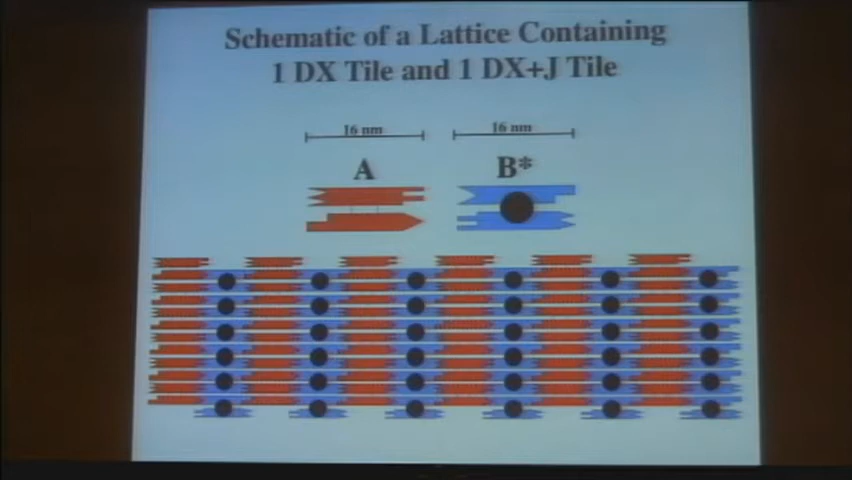 Schematic of a Lattice Containing
1 DX Tile and 1 DX+J Tile
16 nm 16 nm
A B*